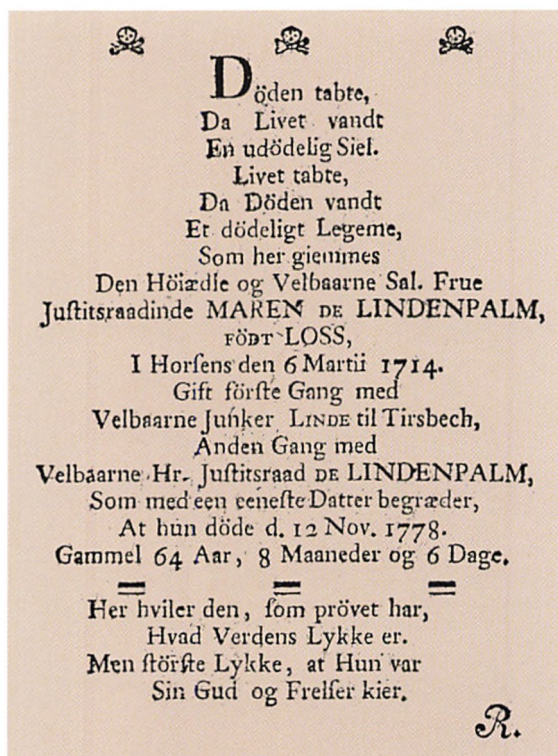 Döden tabte,
Da Livet vandt
En udödelig Siel.
Livet tabte,
Da Döden vandt
Et dödeligt Legeme,
Som her giemmes
Den Höiædle og Velbaarne Sal. Frue
Juſtitsraadinde MAREN DE LINDENPALM,
FÖDT LOSS,
I Horſens den 6 Martii 1714.
Gift förſte Gang med
Velbaarne Junker LINDE til Tirsbech,
Anden Gang med
Velbaarne Hr. Juſtitsraad DE LINDENPALM,
Som med een eeneſte Datter begræder,
At hun döde d. 12 Nov. 1778.
Gammel 64 Aar, 8 Maaneder og 6 Dage.
Her hviler den, ſom prövet har,
Hvad Verdens Lykke er.
Men ſtörſte Lykke, at Hun var
Sin Gud og Frelſer kier.
R.